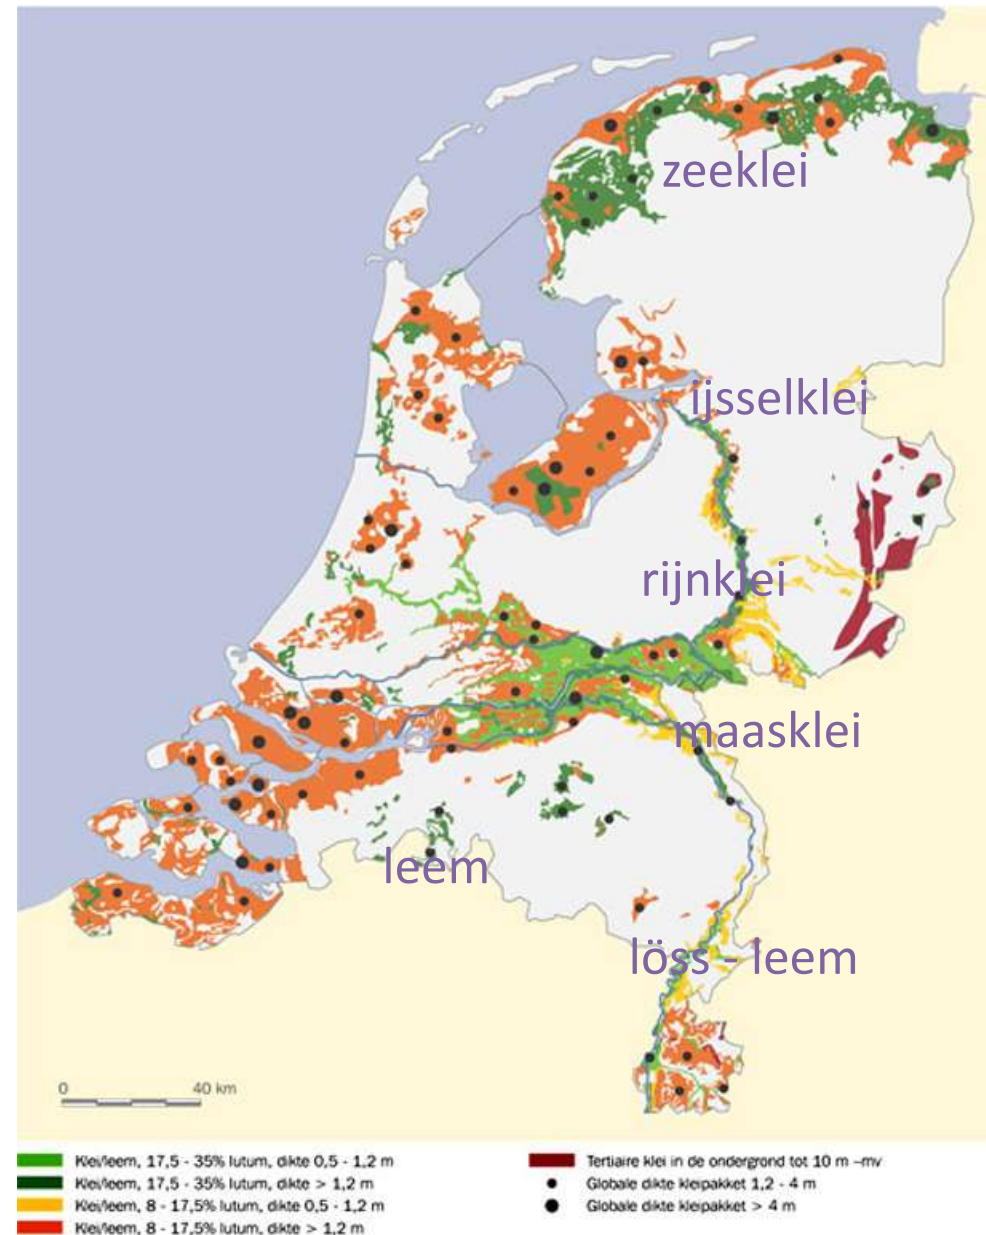 zeeklei
ijsselklei
rijnklei
maasklei
leem
löss - leem
0 40 km
Klei/leem, 17,5 - 35% lutum, dikte 0,5 - 1,2 m
Klei/leem, 17,5 - 35% lutum, dikte > 1,2 m
Klei/leem, 8 - 17,5% lutum, dikte 0,5 - 1,2 m
Klei/leem, 8 - 17,5% lutum, dikte > 1,2 m
Tertiaire klei in de ondergrond tot 10 m –mv
Globale dikte kleipakket 1,2 - 4 m
Globale dikte kleipakket > 4 m